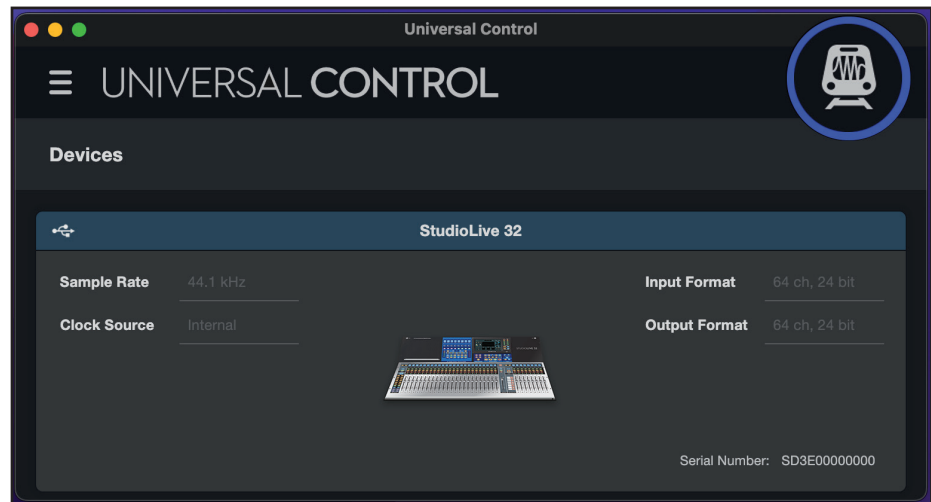 Universal Control
UNIVERSAL CONTROL
Devices
StudioLive 32
Sample Rate 44.1 kHz
Input Format 64 ch, 24 bit
Clock Source Internal
Output Format 64 ch, 24 bit
Serial Number: SD3E00000000